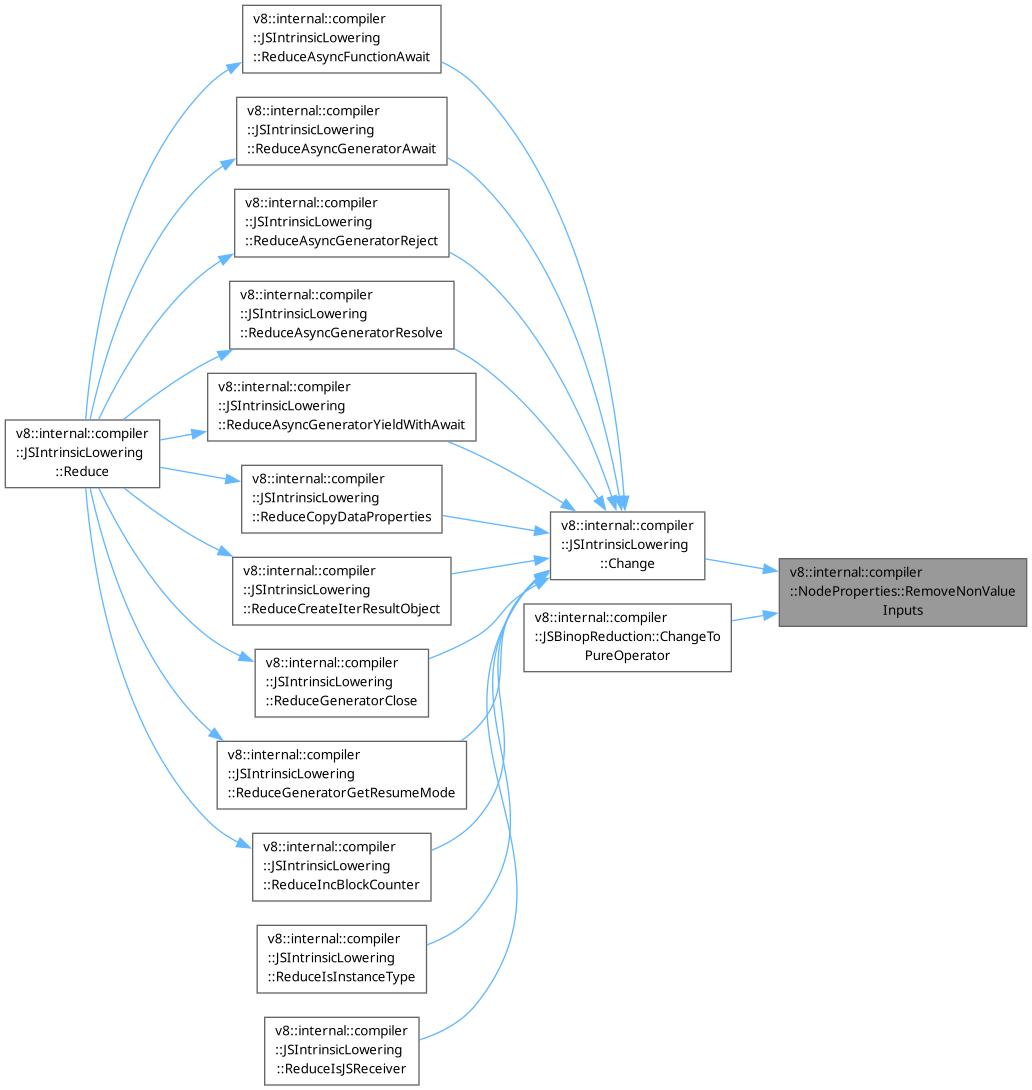 v8::internal::compiler
::JSIntrinsicLowering
::ReduceAsyncFunctionAwait
v8::internal::compiler
::JSIntrinsicLowering
::ReduceAsyncGeneratorAwait
v8::internal::compiler
::JSIntrinsicLowering
::ReduceAsyncGeneratorReject
v8::internal::compiler
::JSIntrinsicLowering
::ReduceAsyncGeneratorResolve
v8::internal::compiler
::JSIntrinsicLowering
::ReduceAsyncGeneratorYieldWithAwait
v8::internal::compiler
::JSIntrinsicLowering
::Reduce
v8::internal::compiler
::JSIntrinsicLowering
::ReduceCopyDataProperties
v8::internal::compiler
::JSIntrinsicLowering
::Change
v8::internal::compiler
::JSIntrinsicLowering
::ReduceCreateIterResultObject
v8::internal::compiler
::NodeProperties::RemoveNonValue
Inputs
v8::internal::compiler
::JSBinopReduction::ChangeTo
PureOperator
v8::internal::compiler
::JSIntrinsicLowering
::ReduceGeneratorClose
v8::internal::compiler
::JSIntrinsicLowering
::ReduceGeneratorGetResumeMode
v8::internal::compiler
::JSIntrinsicLowering
::ReduceIncBlockCounter
v8::internal::compiler
::JSIntrinsicLowering
::ReduceIsInstanceType
v8::internal::compiler
::JSIntrinsicLowering
::ReduceIsJSReceiver